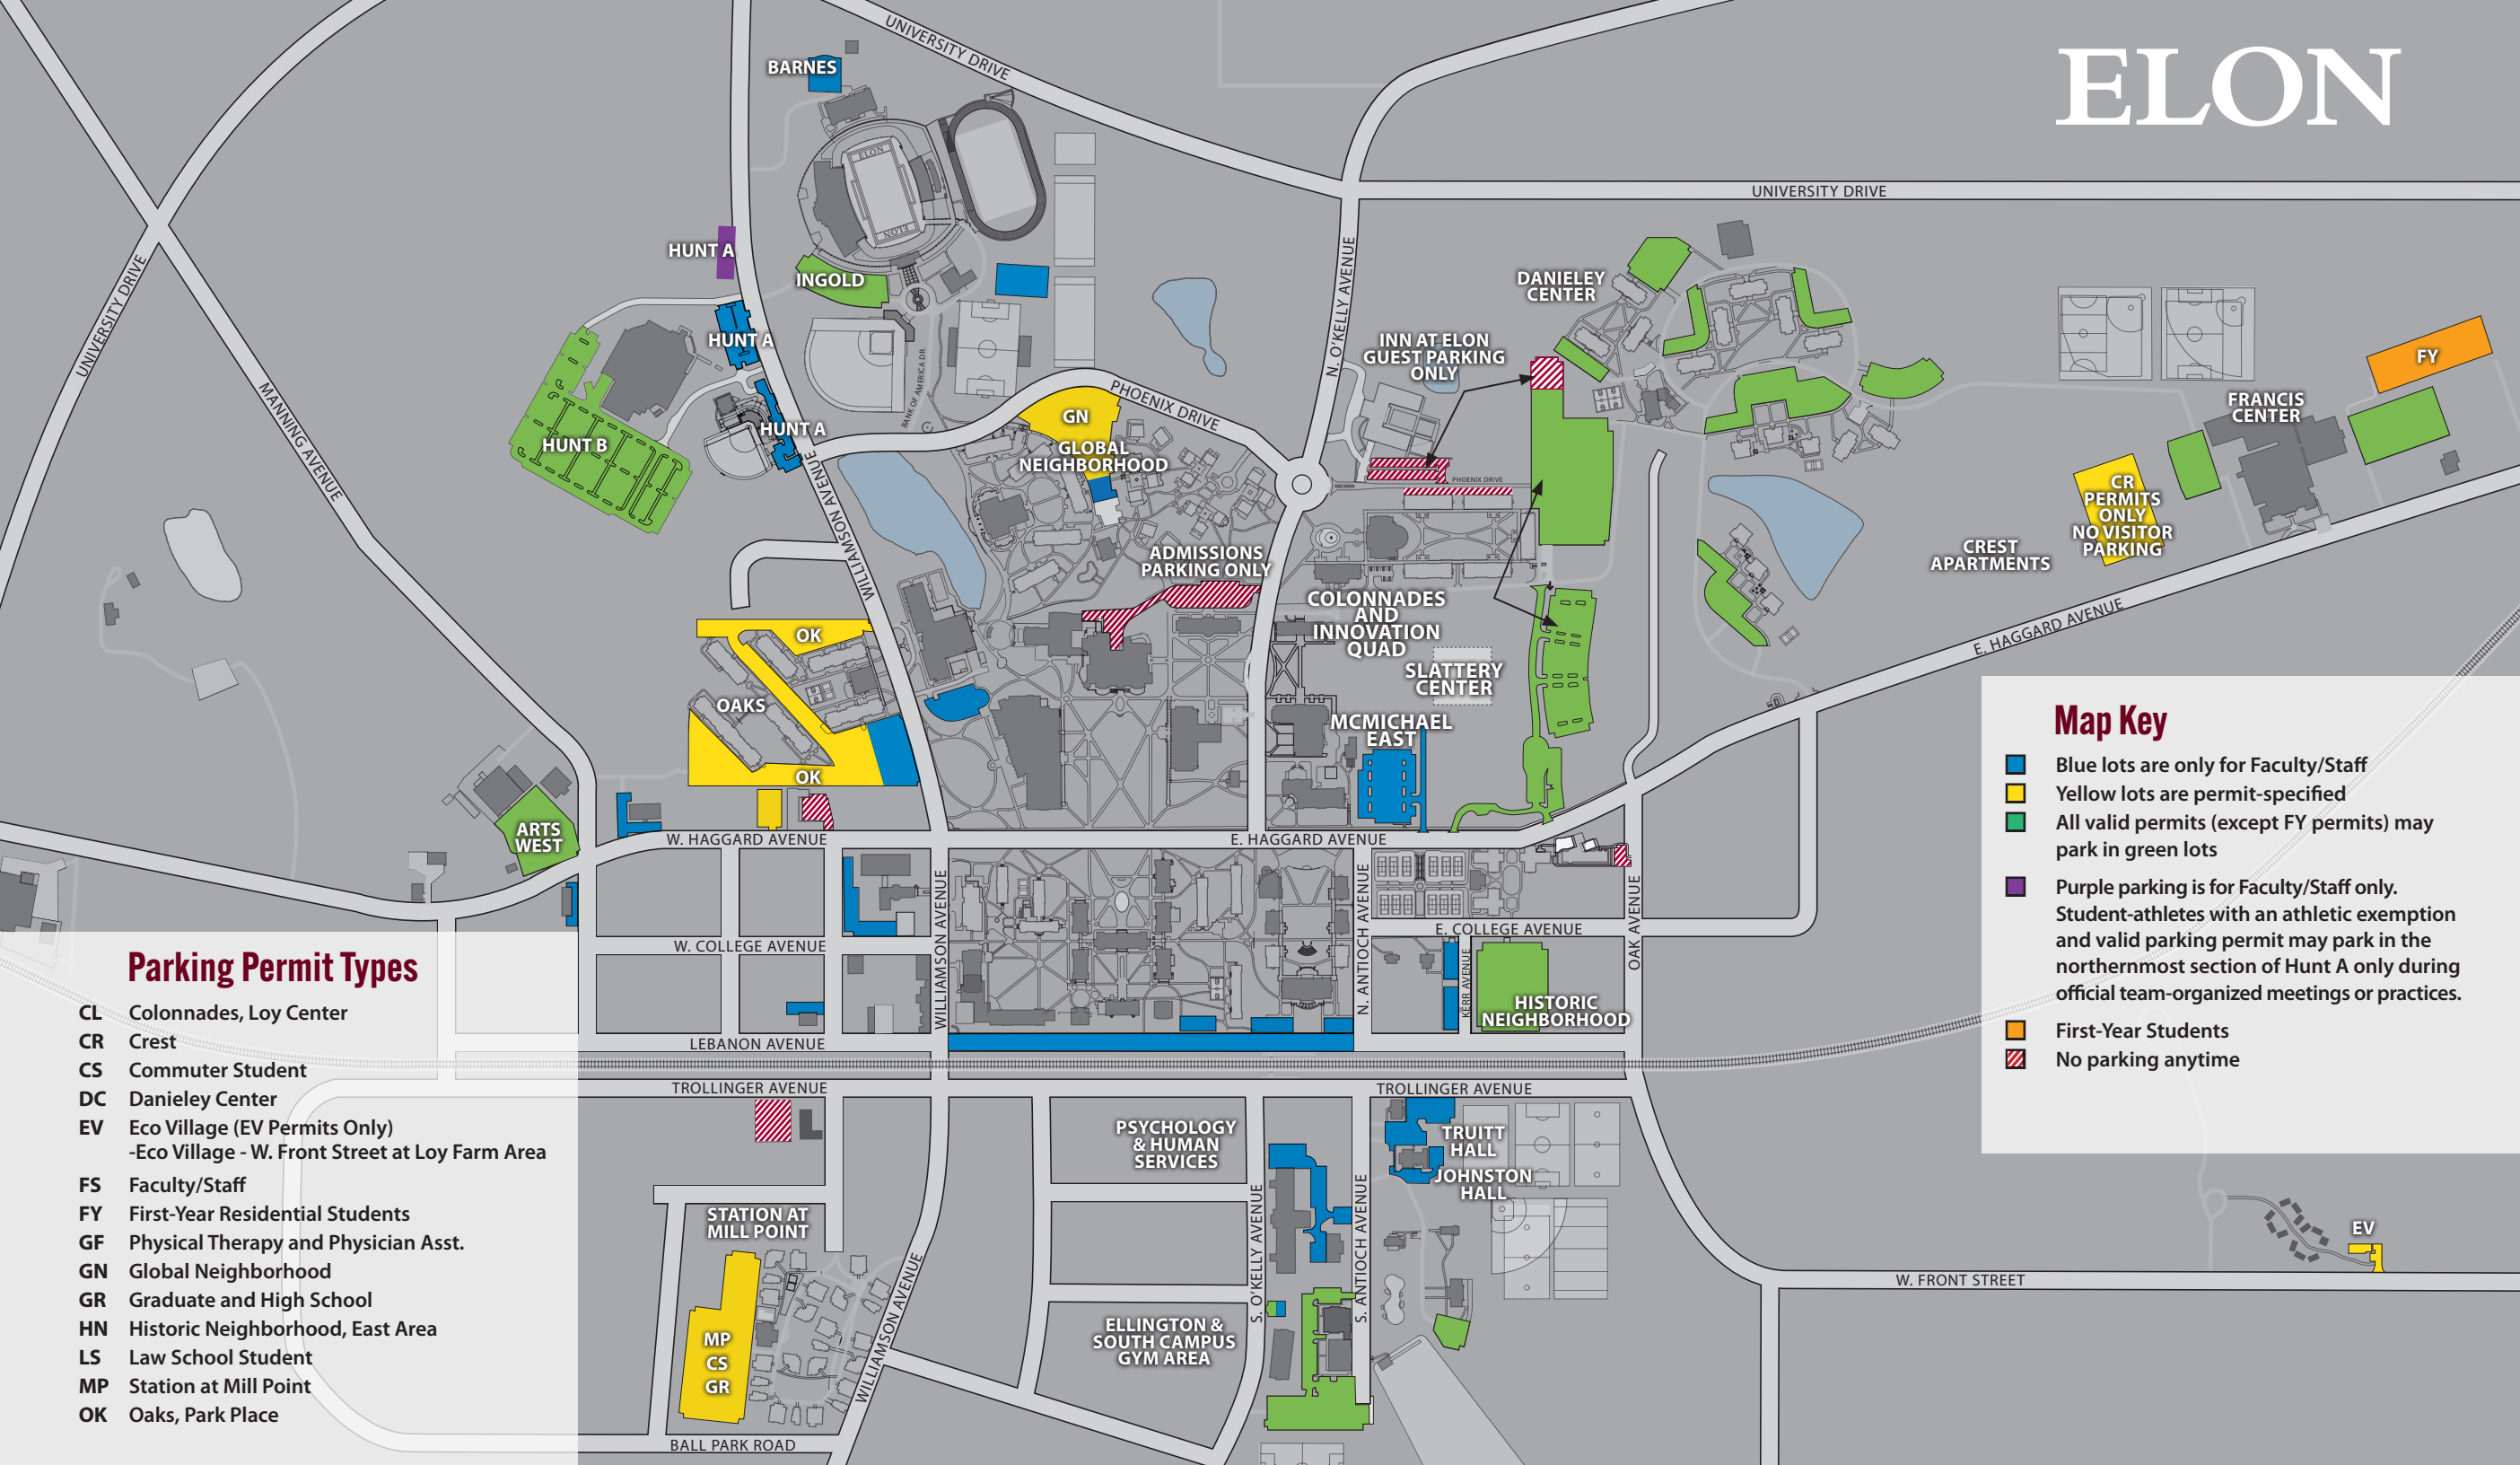 ELON
UNIVERSITY DRIVE
BARNES
ELON
ELON
UNIVERSITY DRIVE
HUNT A
INGOLD
N. O'KELLY AVENUE
DANIELEY
CENTER
UNIVERSITY DRIVE
HUNT A
INN AT ELON
GUEST PARKING
ONLY
FY
BANK OF AMERICA DR.
PHOENIX DRIVE
MANNING AVENUE
GN
FRANCIS
CENTER
HUNT A
HUNT B
GLOBAL
NEIGHBORHOOD
PHOENIX DRIVE
WILLIAMSON AVENUE
CR
PERMITS
ONLY
NO VISITOR
PARKING
CREST
APARTMENTS
ADMISSIONS
PARKING ONLY
COLONNADES
AND
INNOVATION
QUAD
E. HAGGARD AVENUE
OK
SLATTERY
CENTER
OAKS
MCMICHAEL
EAST
OK
ARTS
WEST
W. HAGGARD AVENUE
E. HAGGARD AVENUE
WILLIAMSON AVENUE
N. ANTIOCH AVENUE
OAK AVENUE
E. COLLEGE AVENUE
W. COLLEGE AVENUE
KERR AVENUE
HISTORIC
NEIGHBORHOOD
LEBANON AVENUE
TROLLINGER AVENUE
TROLLINGER AVENUE
PSYCHOLOGY
& HUMAN
SERVICES
TRUITT
HALL
JOHNSTON
HALL
STATION AT
MILL POINT
S. O'KELLY AVENUE
S. ANTIOCH AVENUE
EV
W. FRONT STREET
WILLIAMSON AVENUE
ELLINGTON &
SOUTH CAMPUS
GYM AREA
MP
CS
GR
BALL PARK ROAD
Map Key
Blue lots are only for Faculty/Staff
Yellow lots are permit-specified
All valid permits (except FY permits) may
park in green lots
Purple parking is for Faculty/Staff only.
Student-athletes with an athletic exemption
and valid parking permit may park in the
northernmost section of Hunt A only during
official team-organized meetings or practices.
First-Year Students
No parking anytime
Parking Permit Types
CL Colonnades, Loy Center
CR Crest
CS Commuter Student
DC Danieley Center
EV Eco Village (EV Permits Only)
-Eco Village - W. Front Street at Loy Farm Area
FS Faculty/Staff
FY First-Year Residential Students
GF Physical Therapy and Physician Asst.
GN Global Neighborhood
GR Graduate and High School
HN Historic Neighborhood, East Area
LS Law School Student
MP Station at Mill Point
OK Oaks, Park Place